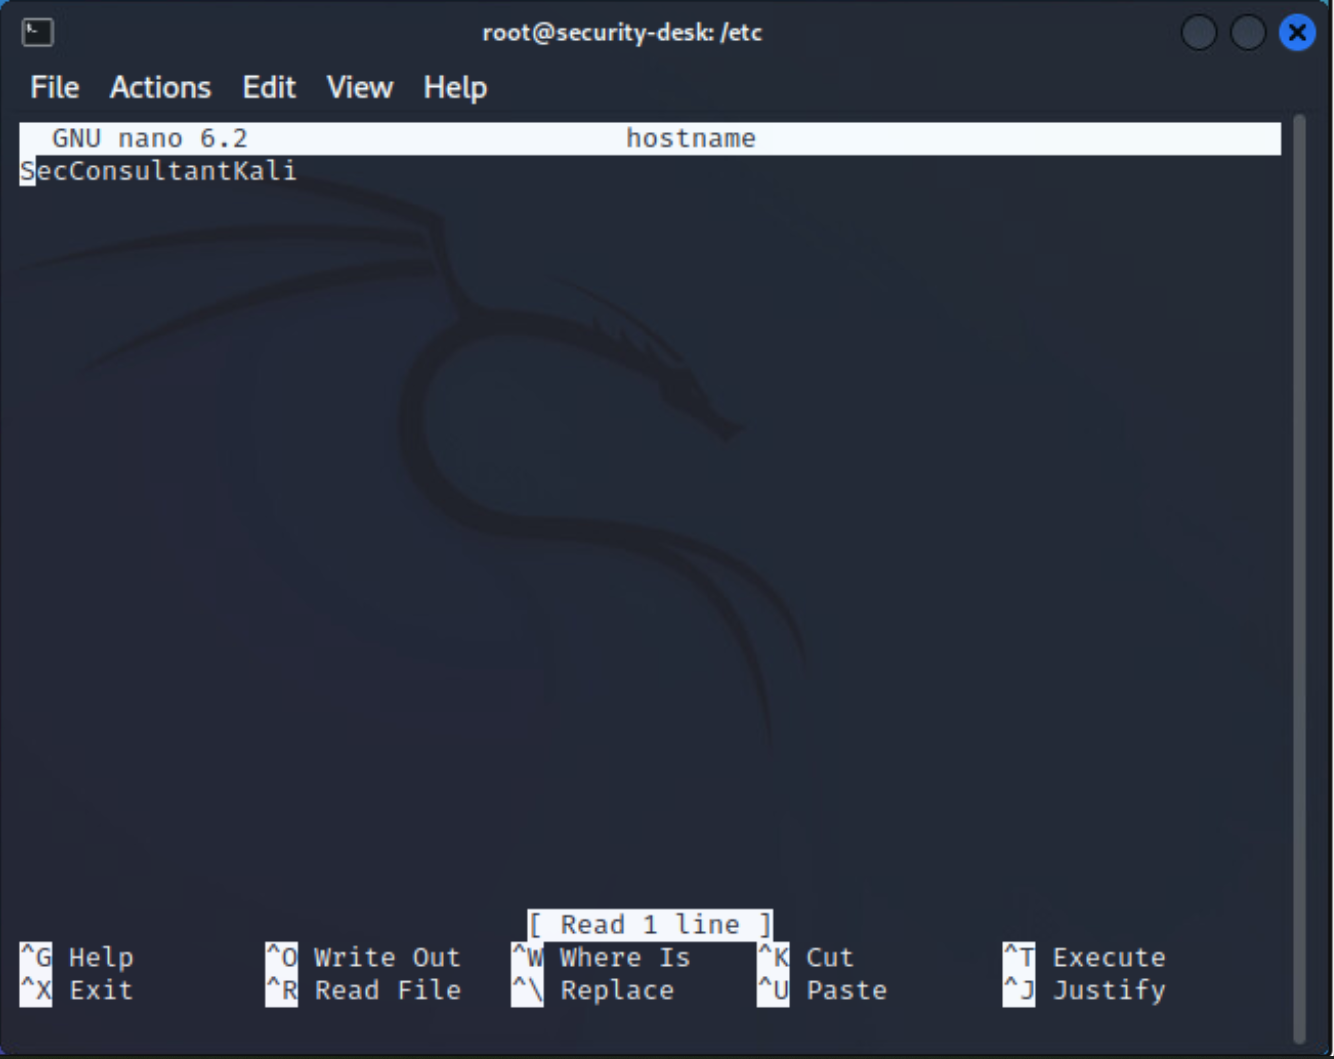 root@security-desk: /etc
File Actions Edit View Help
GNU nano 6.2 hostname
SecConsultantKali
[ Read 1 line ]
^G Help ^O Write Out ^W Where Is ^K Cut ^T Execute
^X Exit ^R Read File ^\ Replace ^U Paste ^J Justify